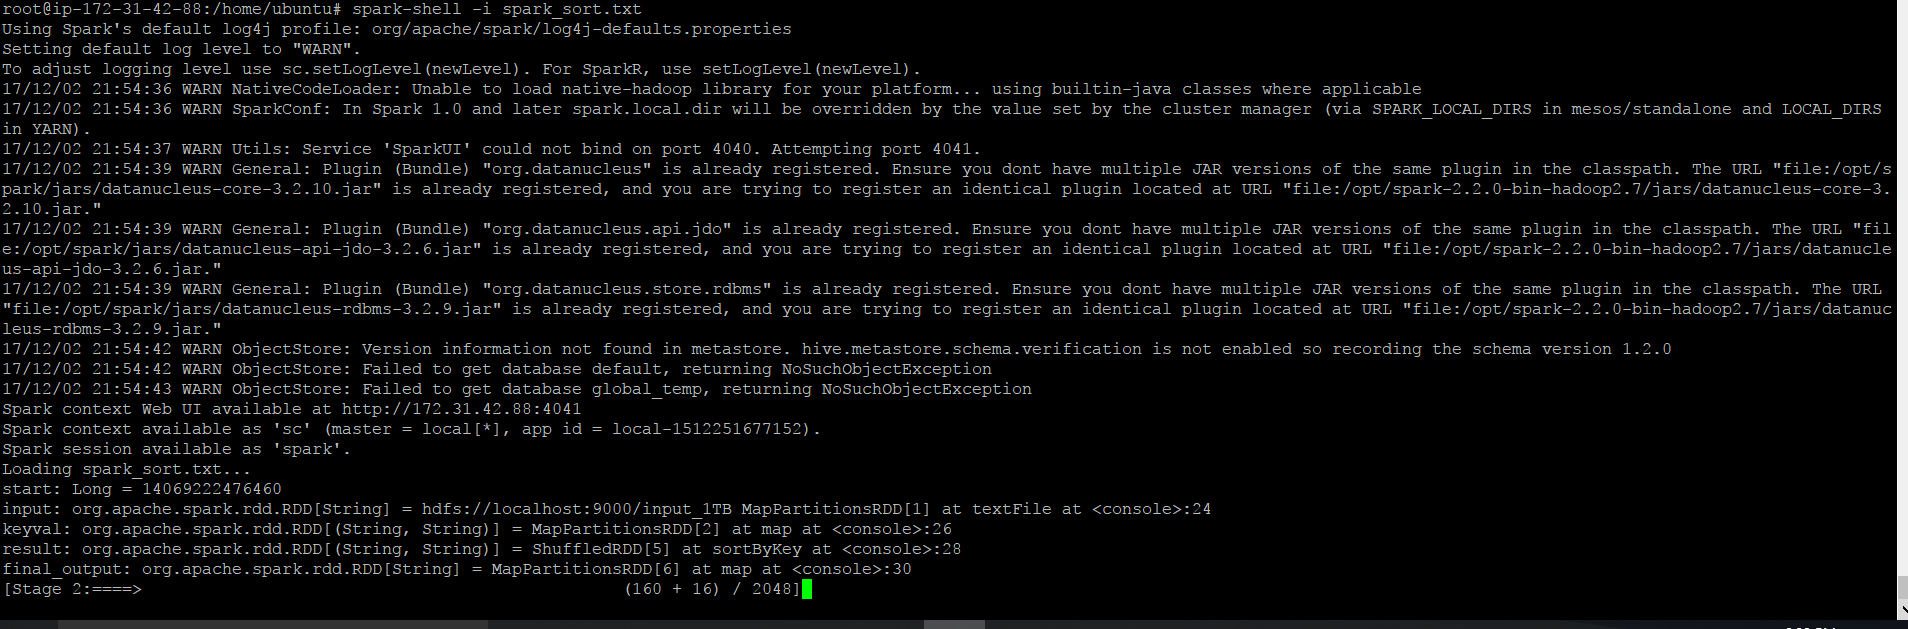 root@ip-172-31-42-88:/home/ubuntu# spark-shell -i spark_sort.txt
Using Spark's default log4j profile: org/apache/spark/log4j-defaults.properties
Setting default log level to "WARN".
To adjust logging level use sc.setLogLevel(newLevel). For SparkR, use setLogLevel(newLevel).
17/12/02 21:54:36 WARN NativeCodeLoader: Unable to load native-hadoop library for your platform... using builtin-java classes where applicable
17/12/02 21:54:36 WARN SparkConf: In Spark 1.0 and later spark.local.dir will be overridden by the value set by the cluster manager (via SPARK_LOCAL_DIRS in mesos/standalone and LOCAL_DIRS
in YARN).
17/12/02 21:54:37 WARN Utils: Service 'SparkUI' could not bind on port 4040. Attempting port 4041.
17/12/02 21:54:39 WARN General: Plugin (Bundle) "org.datanucleus" is already registered. Ensure you dont have multiple JAR versions of the same plugin in the classpath. The URL "file:/opt/s
park/jars/datanucleus-core-3.2.10.jar" is already registered, and you are trying to register an identical plugin located at URL "file:/opt/spark-2.2.0-bin-hadoop2.7/jars/datanucleus-core-3.
2.10.jar."
17/12/02 21:54:39 WARN General: Plugin (Bundle) "org.datanucleus.api.jdo" is already registered. Ensure you dont have multiple JAR versions of the same plugin in the classpath. The URL "fil
e:/opt/spark/jars/datanucleus-api-jdo-3.2.6.jar" is already registered, and you are trying to register an identical plugin located at URL "file:/opt/spark-2.2.0-bin-hadoop2.7/jars/datanucle
us-api-jdo-3.2.6.jar."
17/12/02 21:54:39 WARN General: Plugin (Bundle) "org.datanucleus.store.rdbms" is already registered. Ensure you dont have multiple JAR versions of the same plugin in the classpath. The URL
"file:/opt/spark/jars/datanucleus-rdbms-3.2.9.jar" is already registered, and you are trying to register an identical plugin located at URL "file:/opt/spark-2.2.0-bin-hadoop2.7/jars/datanuc
leus-rdbms-3.2.9.jar."
17/12/02 21:54:42 WARN ObjectStore: Version information not found in metastore. hive.metastore.schema.verification is not enabled so recording the schema version 1.2.0
17/12/02 21:54:42 WARN ObjectStore: Failed to get database default, returning NoSuchObjectException
17/12/02 21:54:43 WARN ObjectStore: Failed to get database global_temp, returning NoSuchObjectException
Spark context Web UI available at http://172.31.42.88:4041
Spark context available as 'sc' (master = local[*], app id = local-1512251677152).
Spark session available as 'spark'.
Loading spark_sort.txt...
start: Long = 14069222476460
input: org.apache.spark.rdd.RDD[String] = hdfs://localhost:9000/input_1TB MapPartitionsRDD[1] at textFile at <console>:24
keyval: org.apache.spark.rdd.RDD[(String, String)] = MapPartitionsRDD[2] at map at <console>:26
result: org.apache.spark.rdd.RDD[(String, String)] = ShuffledRDD[5] at sortByKey at <console>:28
final_output: org.apache.spark.rdd.RDD[String] = MapPartitionsRDD[6] at map at <console>:30
[Stage 2:====>                                                (160 + 16) / 2048]